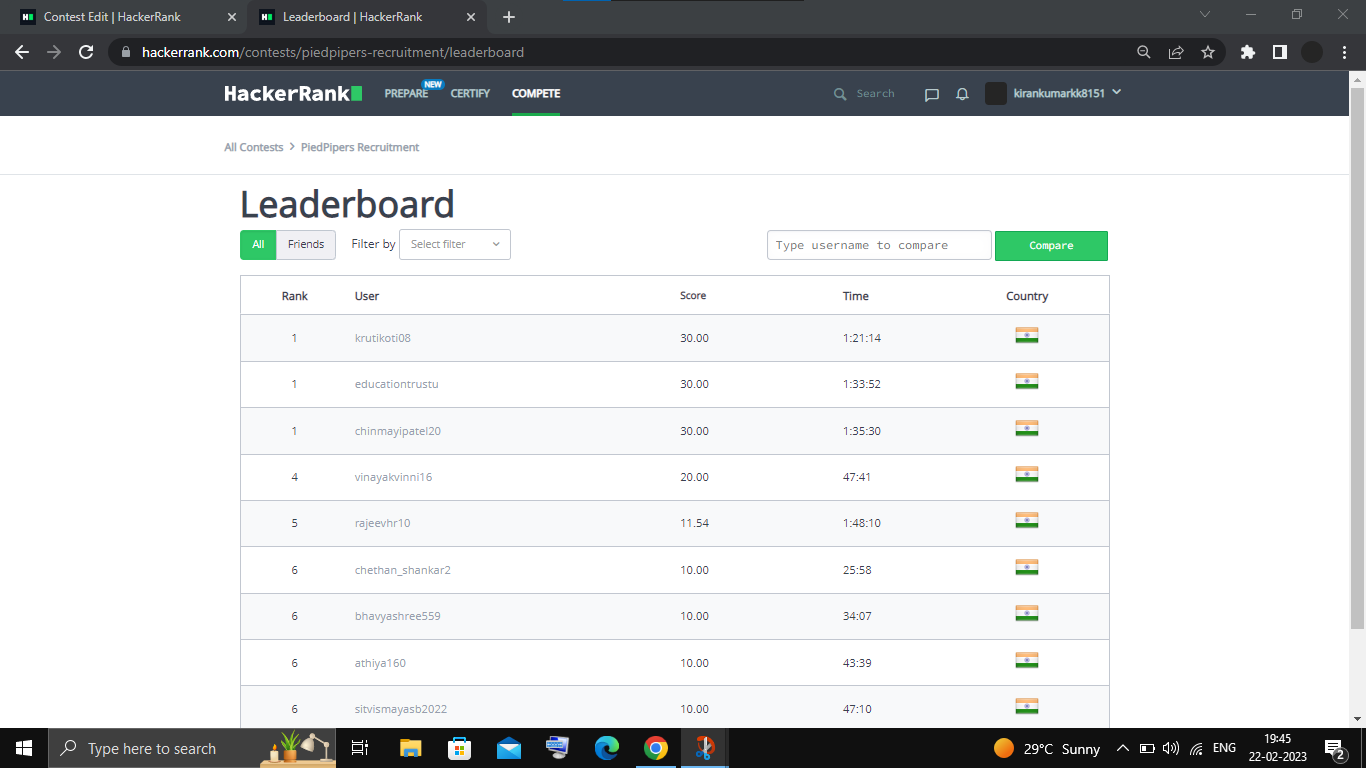 Contest Edit | HackerRank
Leaderboard | HackerRank
hackerrank.com/contests/piedpipers-recruitment/leaderboard
HackerRank PREPARE NEW CERTIFY COMPETE Search kirankumarkk8151
All Contests > PiedPipers Recruitment
Leaderboard
All Friends Filter by Select filter Type username to compare Compare
Rank User Score Time Country
1 krutikoti08 30.00 1:21:14
1 educationtrustu 30.00 1:33:52
1 chinmayipatel20 30.00 1:35:30
4 vinayakvinni16 20.00 47:41
5 rajeevhr10 11.54 1:48:10
6 chethan_shankar2 10.00 25:58
6 bhavyashree559 10.00 34:07
6 athiya160 10.00 43:39
6 sitvismayasb2022 10.00 47:10
Type here to search 29°C Sunny ENG 19:45
22-02-2023 2